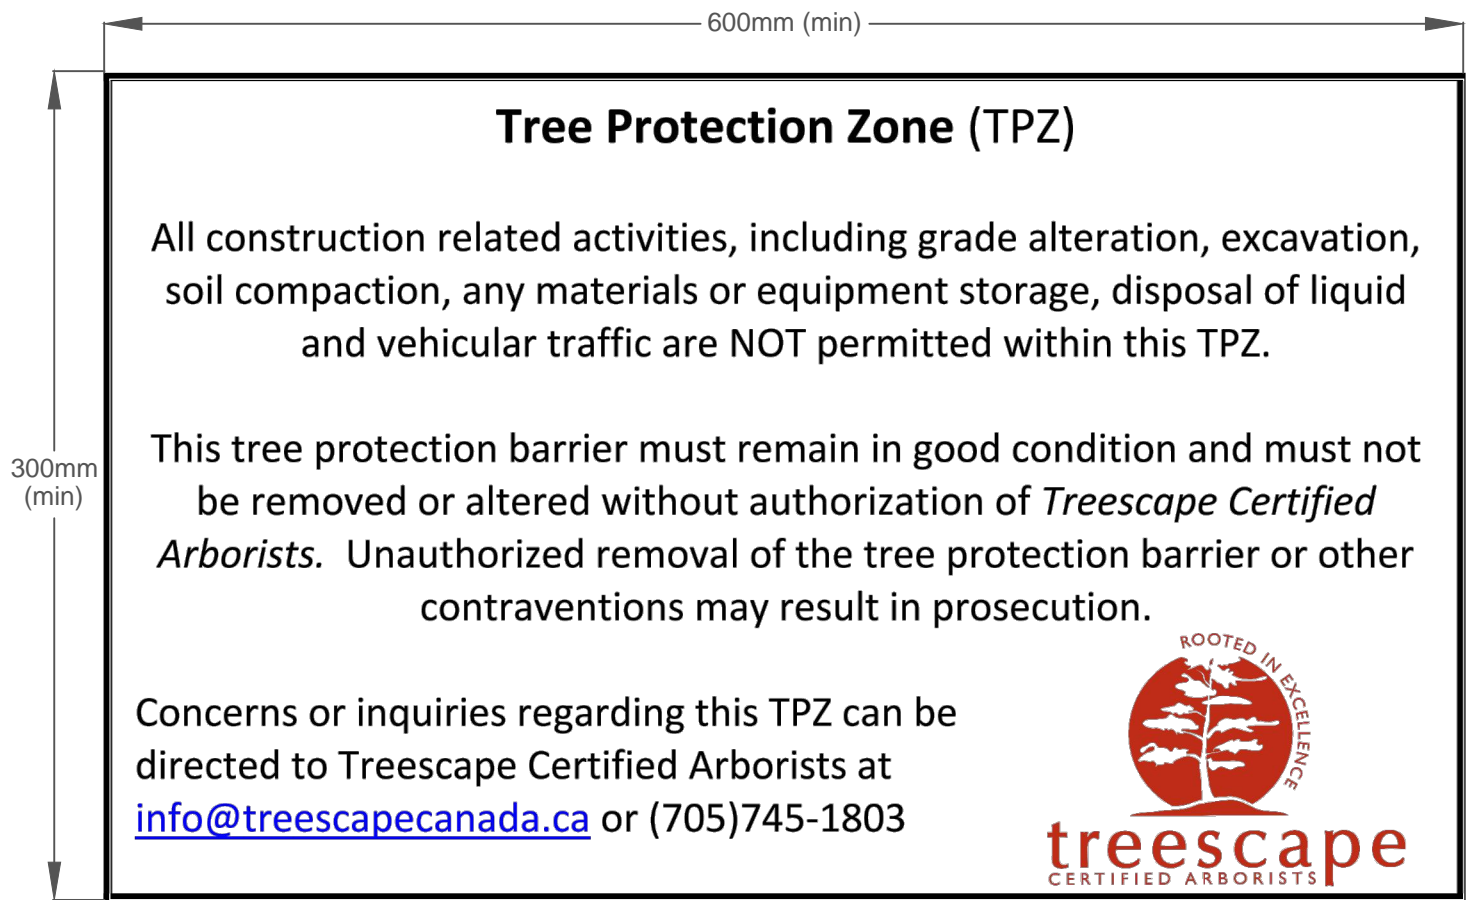 600mm (min)
Tree Protection Zone (TPZ)
All construction related activities, including grade alteration, excavation,
soil compaction, any materials or equipment storage, disposal of liquid
and vehicular traffic are NOT permitted within this TPZ.
300mm
(min)
This tree protection barrier must remain in good condition and must not
be removed or altered without authorization of Treescape Certified
Arborists.  Unauthorized removal of the tree protection barrier or other
contraventions may result in prosecution.
Concerns or inquiries regarding this TPZ can be
directed to Treescape Certified Arborists at
info@treescapecanada.ca or (705)745-1803
ROOTED IN EXCELLENCE
treescape
CERTIFIED ARBORISTS